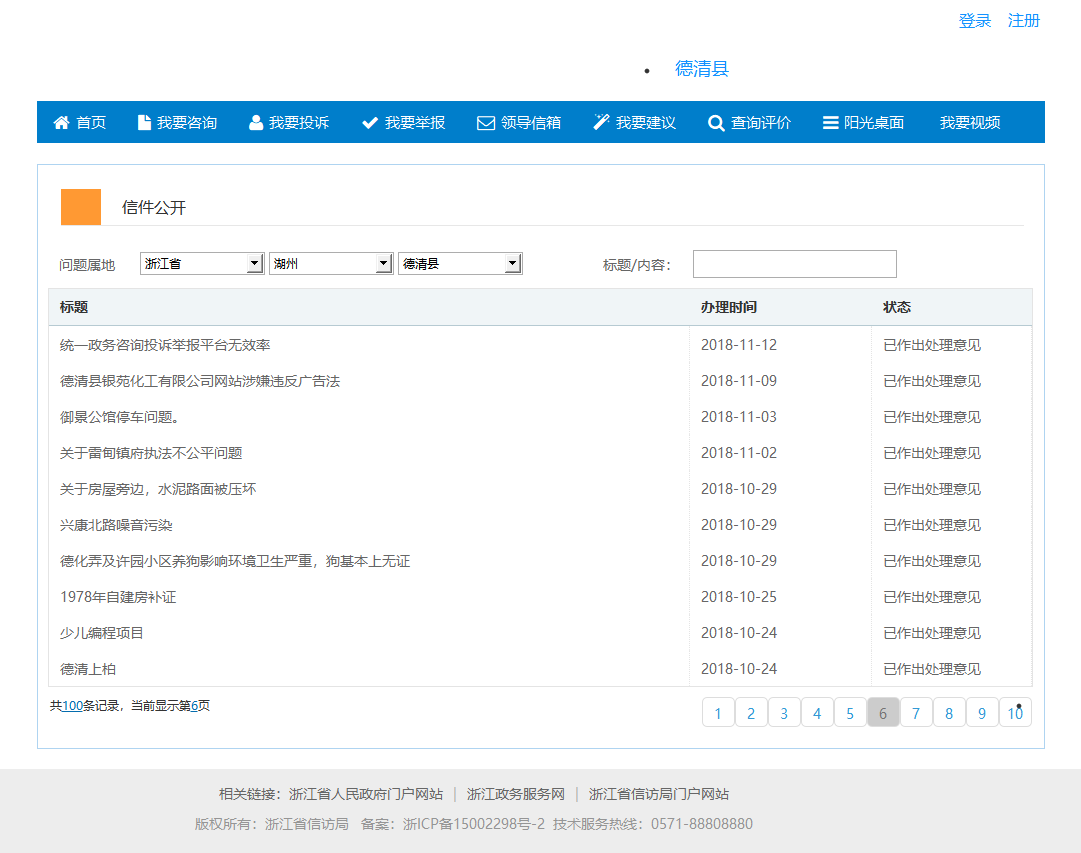 登录 注册
德清县
首页 我要咨询 我要投诉 我要举报 领导信箱 我要建议 查询评价 阳光桌面 我要视频
信件公开
问题属地 浙江省 湖州 德清县 标题/内容：
标题 办理时间 状态
统一政务咨询投诉举报平台无效率 2018-11-12 已作出处理意见
德清县银苑化工有限公司网站涉嫌违反广告法 2018-11-09 已作出处理意见
御景公馆停车问题。 2018-11-03 已作出处理意见
关于雷甸镇府执法不公平问题 2018-11-02 已作出处理意见
关于房屋旁边，水泥路面被压坏 2018-10-29 已作出处理意见
兴康北路噪音污染 2018-10-29 已作出处理意见
德化弄及许园小区养狗影响环境卫生严重，狗基本上无证 2018-10-29 已作出处理意见
1978年自建房补证 2018-10-25 已作出处理意见
少儿编程项目 2018-10-24 已作出处理意见
德清上柏 2018-10-24 已作出处理意见
共100条记录，当前显示第6页 1 2 3 4 5 6 7 8 9 10
相关链接：浙江省人民政府门户网站 | 浙江政务服务网 | 浙江省信访局门户网站
版权所有：浙江省信访局 备案：浙ICP备15002298号-2 技术服务热线：0571-88808880